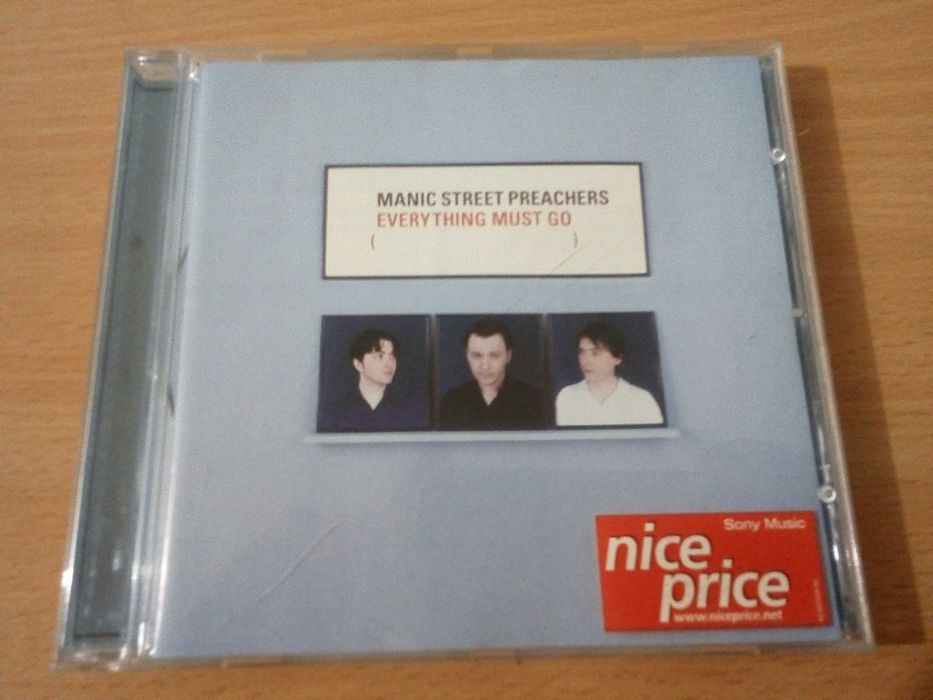 MANIC STREET PREACHERS
EVERYTHING MUST GO
( )
Sony Music
nice
price
www.niceprice.net